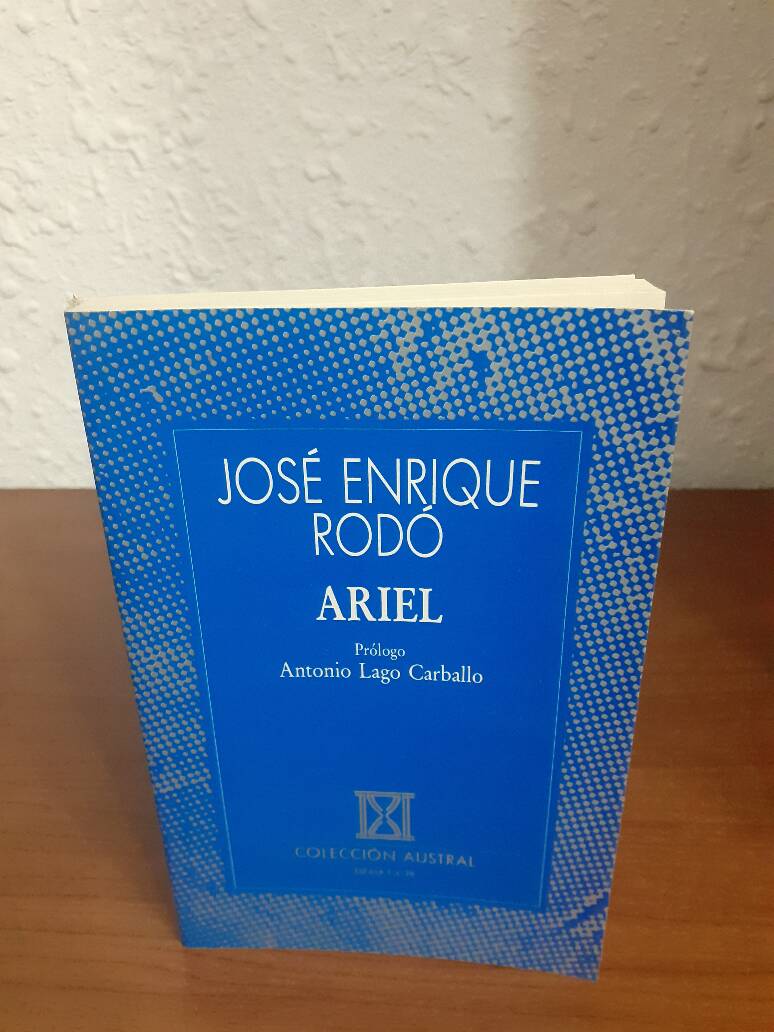 JOSÉ ENRIQUE
RODÓ
ARIEL
Prólogo
Antonio Lago Carballo
COLECCIÓN AUSTRAL